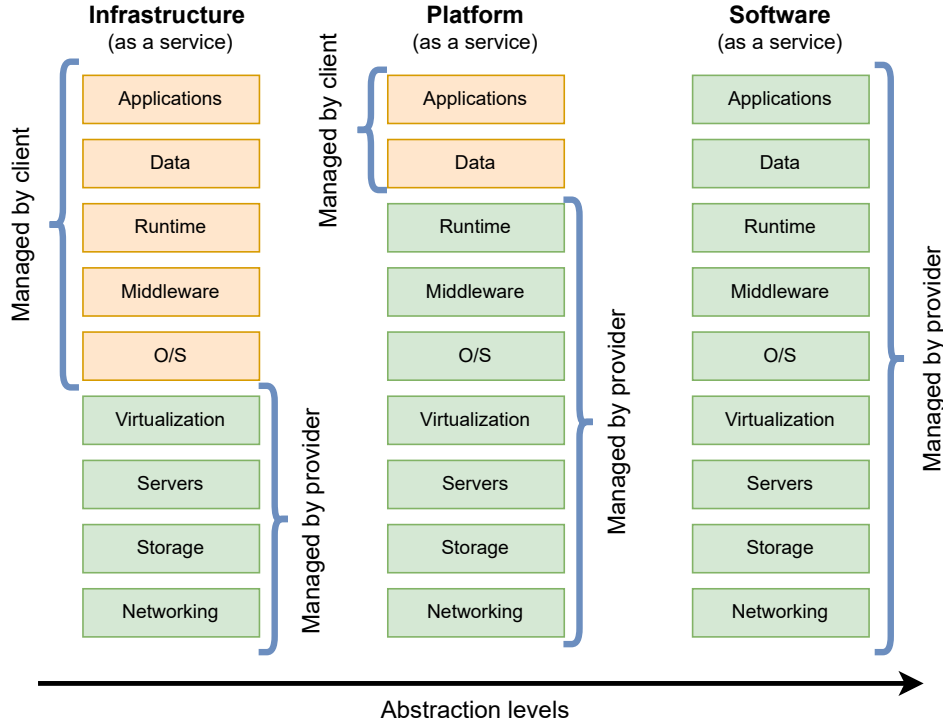 Infrastructure
(as a service)
Managed by client
Applications
Data
Runtime
Middleware
O/S
Virtualization
Servers
Storage
Networking
Managed by provider
Platform
(as a service)
Managed by client
Applications
Data
Runtime
Middleware
O/S
Virtualization
Servers
Storage
Networking
Managed by provider
Software
(as a service)
Applications
Data
Runtime
Middleware
O/S
Virtualization
Servers
Storage
Networking
Managed by provider
Abstraction levels